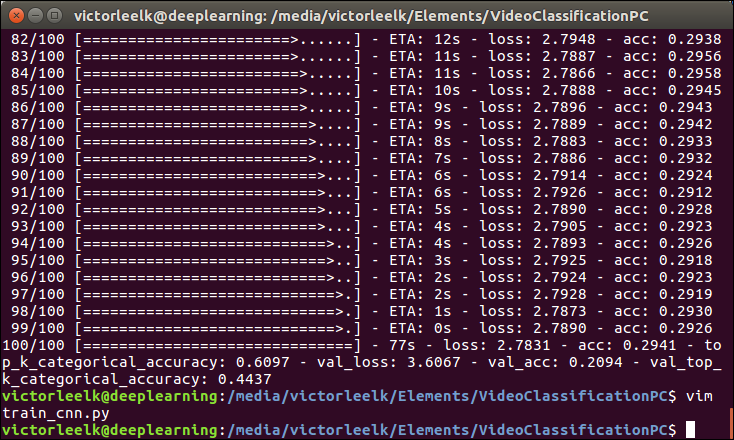 victorleelk@deeplearning: /media/victorleelk/Elements/VideoClassificationPC
 82/100 [=======================>......] - ETA: 12s - loss: 2.7948 - acc: 0.2938
 83/100 [=======================>......] - ETA: 11s - loss: 2.7887 - acc: 0.2956
 84/100 [========================>.....] - ETA: 11s - loss: 2.7866 - acc: 0.2958
 85/100 [========================>.....] - ETA: 10s - loss: 2.7888 - acc: 0.2945
 86/100 [========================>.....] - ETA: 9s - loss: 2.7896 - acc: 0.2943
 87/100 [=========================>....] - ETA: 9s - loss: 2.7889 - acc: 0.2942
 88/100 [=========================>....] - ETA: 8s - loss: 2.7883 - acc: 0.2933
 89/100 [=========================>....] - ETA: 7s - loss: 2.7886 - acc: 0.2932
 90/100 [==========================>...] - ETA: 6s - loss: 2.7914 - acc: 0.2924
 91/100 [==========================>...] - ETA: 6s - loss: 2.7926 - acc: 0.2912
 92/100 [==========================>...] - ETA: 5s - loss: 2.7890 - acc: 0.2928
 93/100 [==========================>...] - ETA: 4s - loss: 2.7905 - acc: 0.2923
 94/100 [===========================>..] - ETA: 4s - loss: 2.7893 - acc: 0.2926
 95/100 [===========================>..] - ETA: 3s - loss: 2.7925 - acc: 0.2918
 96/100 [===========================>..] - ETA: 2s - loss: 2.7924 - acc: 0.2923
 97/100 [============================>.] - ETA: 2s - loss: 2.7928 - acc: 0.2919
 98/100 [============================>.] - ETA: 1s - loss: 2.7873 - acc: 0.2930
 99/100 [============================>.] - ETA: 0s - loss: 2.7890 - acc: 0.2926
100/100 [==============================] - 77s - loss: 2.7831 - acc: 0.2941 - to
p_k_categorical_accuracy: 0.6097 - val_loss: 3.6067 - val_acc: 0.2094 - val_top_
k_categorical_accuracy: 0.4437
victorleelk@deeplearning:/media/victorleelk/Elements/VideoClassificationPC$ vim
train_cnn.py
victorleelk@deeplearning:/media/victorleelk/Elements/VideoClassificationPC$